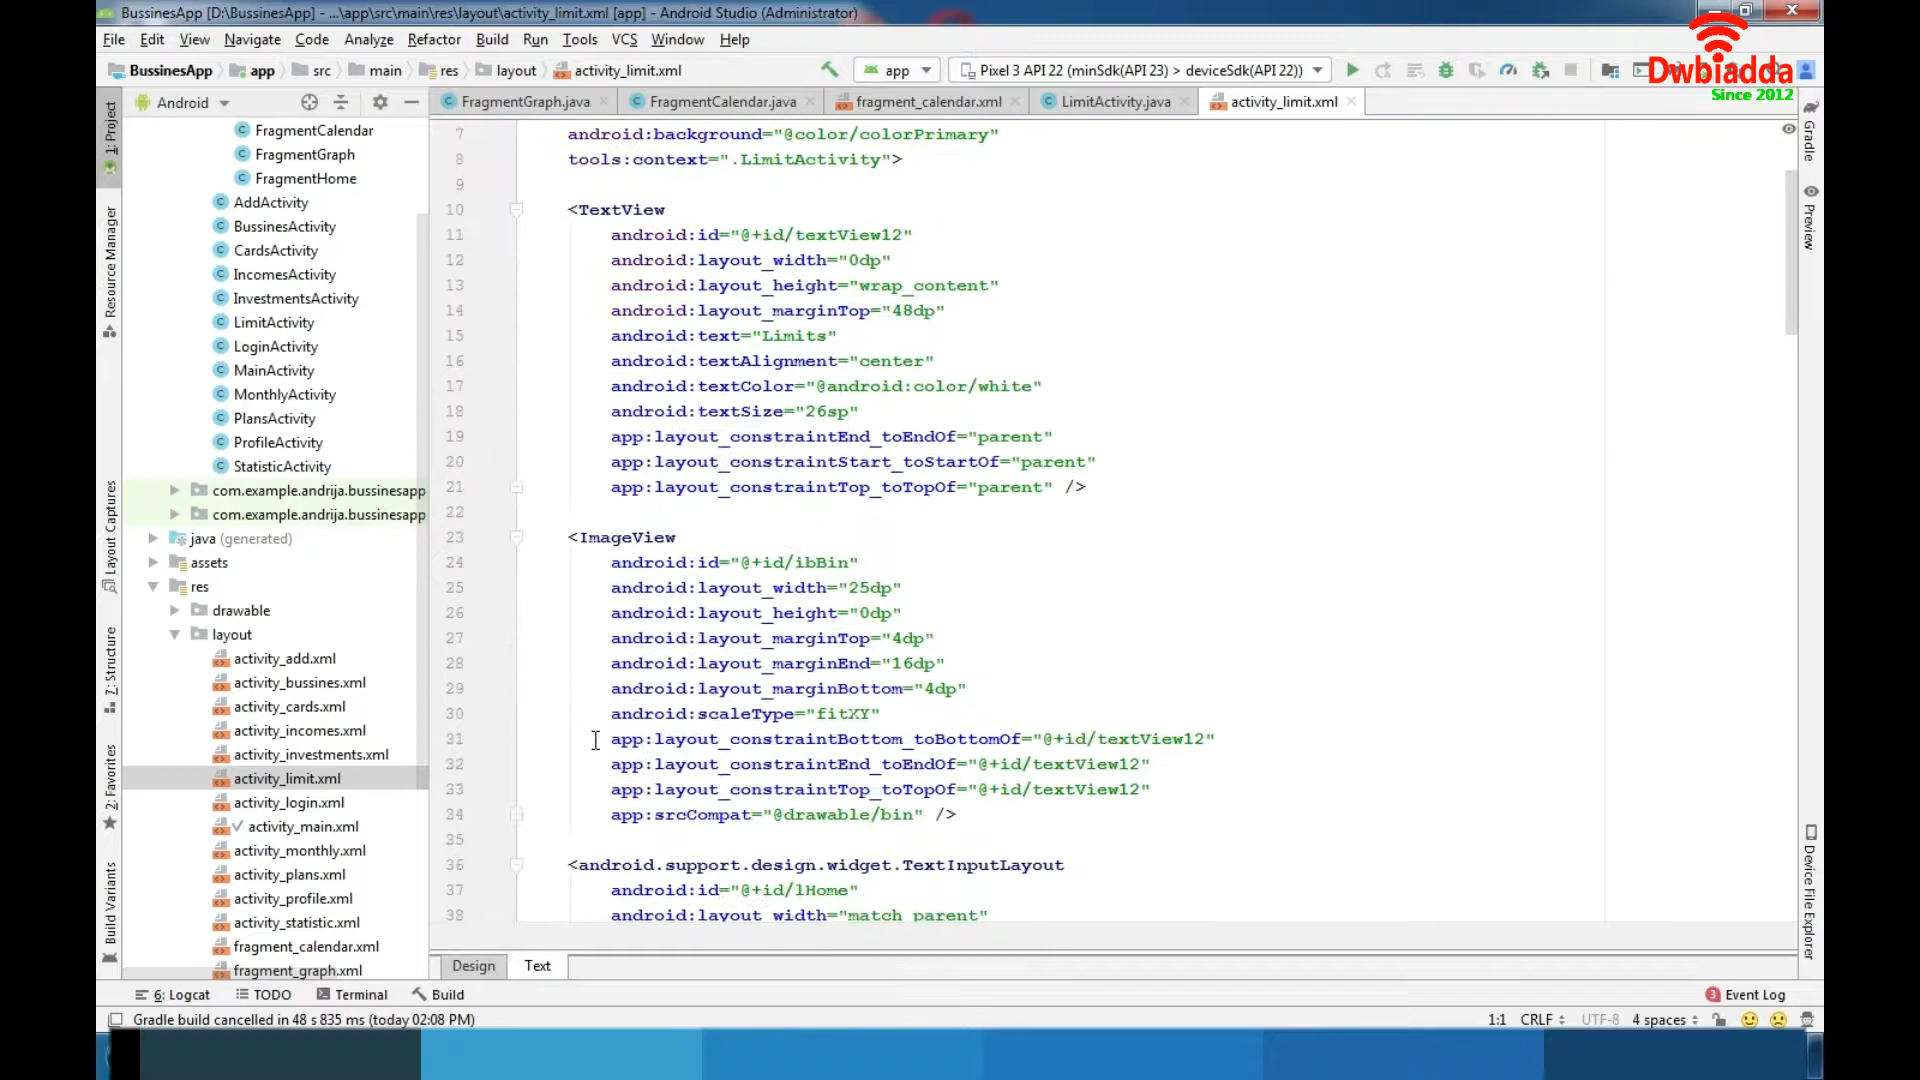 BussinesApp [D:\BussinesApp] - ...\app\src\main\res\layout\activity_limit.xml [app] - Android Studio (Administrator)
File Edit View Navigate Code Analyze Refactor Build Run Tools VCS Window Help
BussinesApp app src main res layout activity_limit.xml app Pixel 3 API 22 (minSdk(API 23) > deviceSdk(API 22))
Dwbiadda
Since 2012
Android FragmentGraph.java FragmentCalendar.java fragment_calendar.xml LimitActivity.java activity_limit.xml
1: Project
Resource Manager
Layout Captures
7: Structure
2: Favorites
Build Variants
FragmentCalendar
FragmentGraph
FragmentHome
AddActivity
BussinesActivity
CardsActivity
IncomesActivity
InvestmentsActivity
LimitActivity
LoginActivity
MainActivity
MonthlyActivity
PlansActivity
ProfileActivity
StatisticActivity
com.example.andrija.bussinesapp
com.example.andrija.bussinesapp
java (generated)
assets
res
drawable
layout
activity_add.xml
activity_bussines.xml
activity_cards.xml
activity_incomes.xml
activity_investments.xml
activity_limit.xml
activity_login.xml
activity_main.xml
activity_monthly.xml
activity_plans.xml
activity_profile.xml
activity_statistic.xml
fragment_calendar.xml
fragment_graph.xml
7 android:background="@color/colorPrimary"
8 tools:context=".LimitActivity">
9
10 <TextView
11 android:id="@+id/textView12"
12 android:layout_width="0dp"
13 android:layout_height="wrap_content"
14 android:layout_marginTop="48dp"
15 android:text="Limits"
16 android:textAlignment="center"
17 android:textColor="@android:color/white"
18 android:textSize="26sp"
19 app:layout_constraintEnd_toEndOf="parent"
20 app:layout_constraintStart_toStartOf="parent"
21 app:layout_constraintTop_toTopOf="parent" />
22
23 <ImageView
24 android:id="@+id/ibBin"
25 android:layout_width="25dp"
26 android:layout_height="0dp"
27 android:layout_marginTop="4dp"
28 android:layout_marginEnd="16dp"
29 android:layout_marginBottom="4dp"
30 android:scaleType="fitXY"
31 app:layout_constraintBottom_toBottomOf="@+id/textView12"
32 app:layout_constraintEnd_toEndOf="@+id/textView12"
33 app:layout_constraintTop_toTopOf="@+id/textView12"
34 app:srcCompat="@drawable/bin" />
35
36 <android.support.design.widget.TextInputLayout
37 android:id="@+id/lHome"
38 android:layout_width="match_parent"
Gradle
Preview
Device File Explorer
Design Text
6: Logcat TODO Terminal Build 3 Event Log
Gradle build cancelled in 48 s 835 ms (today 02:08 PM) 1:1 CRLF UTF-8 4 spaces